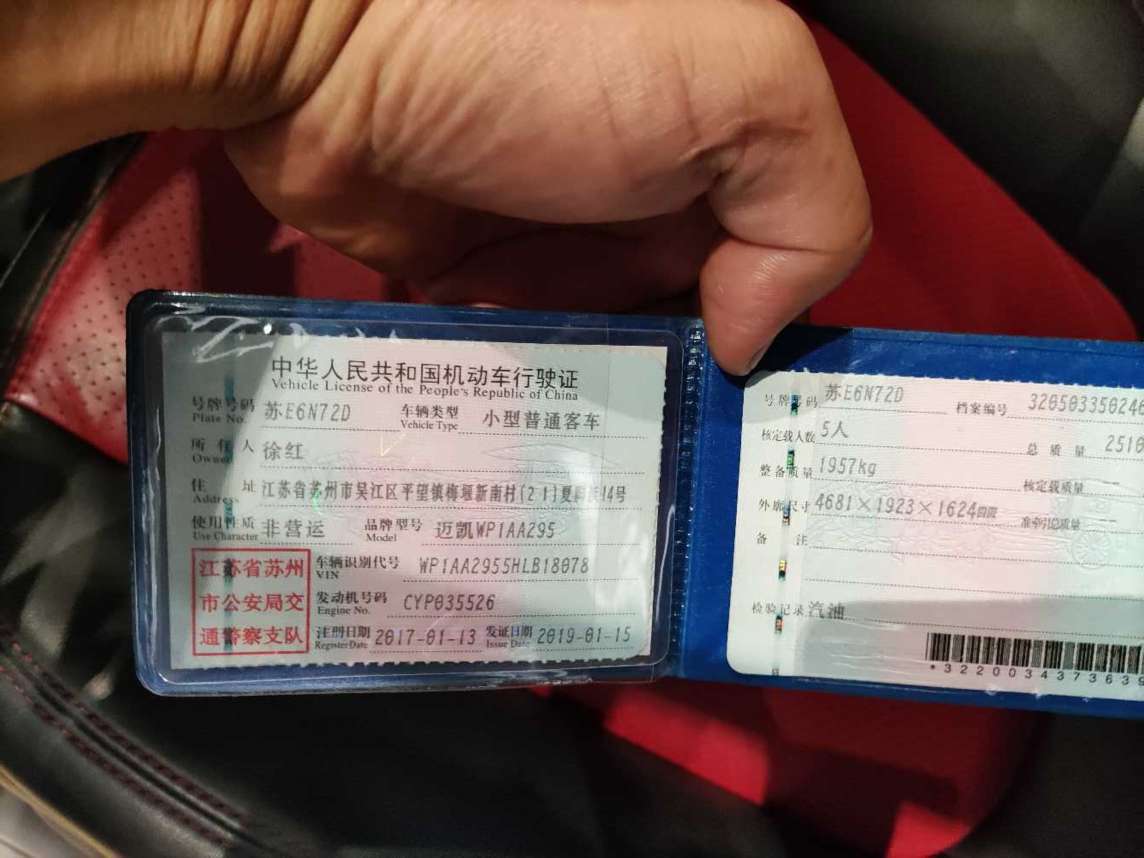 中华人民共和国机动车行驶证
Vehicle License of the People's Republic of China
号牌号码 苏E6N72D 车辆类型 小型普通客车
Plate No. Vehicle Type
所有人 徐红
Owner
住址 江苏省苏州市吴江区平望镇梅堰新南村(21)夏 14号
Address
使用性质 非营运 品牌型号 迈凯WP1AA295
Use Character Model
江苏省苏州
市公安局交
通警察支队
车辆识别代号 WP1AA2955HLB18078
VIN
发动机号码 CYP035526
Engine No.
注册日期 2017-01-13 发证日期 2019-01-15
Register Date Issue Date
号牌号码 苏E6N72D 档案编号 320503350246
核定载人数 5人 总质量 2510
整备质量 1957kg 核定载质量 --
外廓尺寸 4681×1923×1624 准牵引总质量 --
备注
检验记录 汽油
*3220034373639